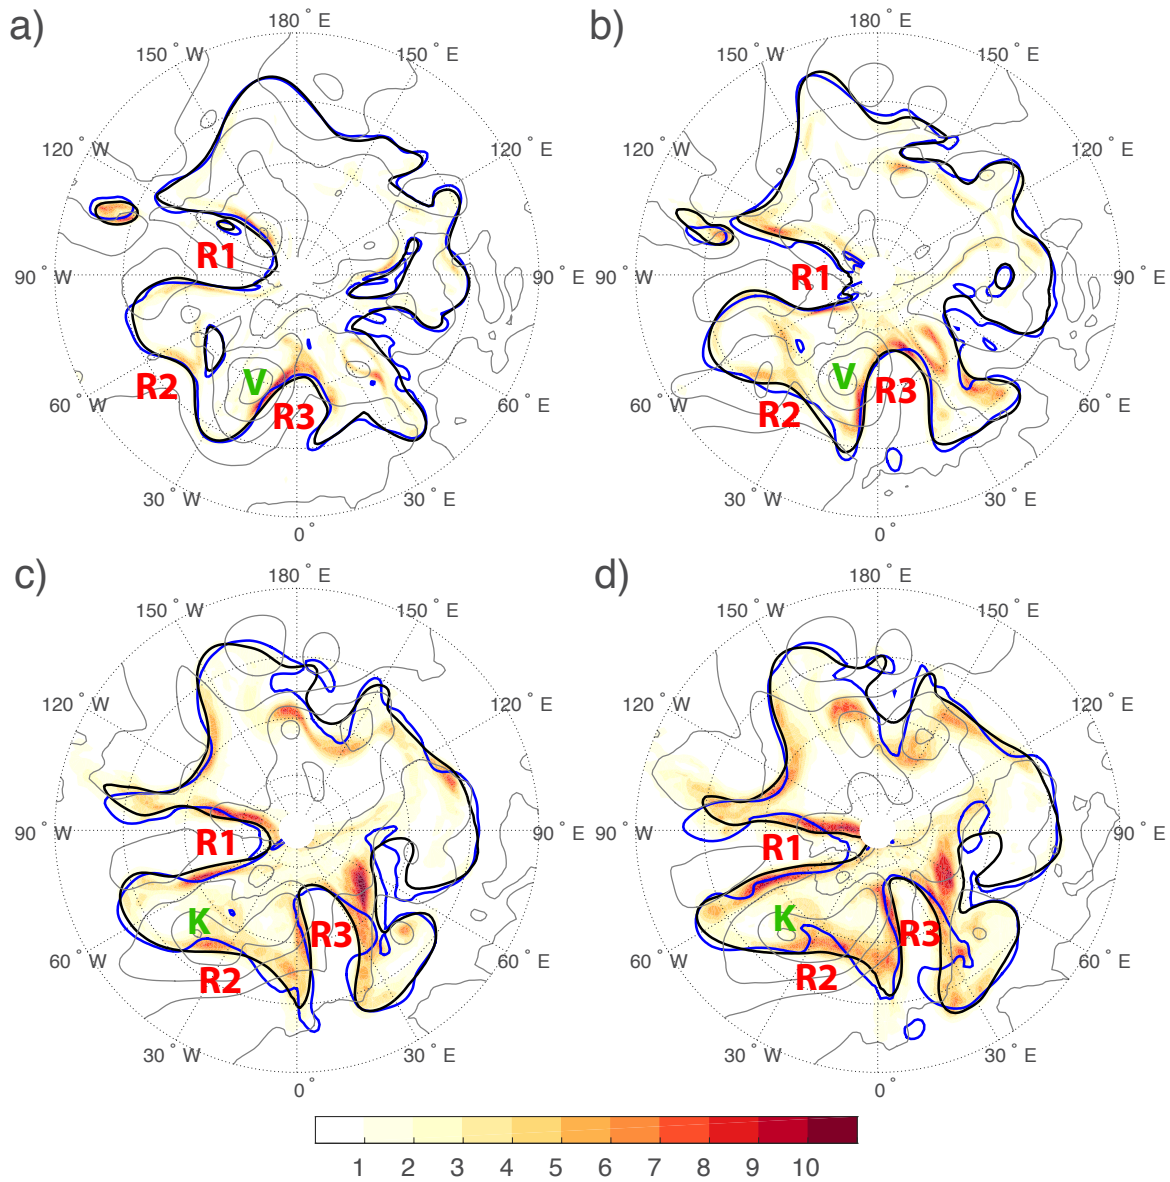 a)
180 ° E
150 ° W
150 ° E
120 ° W
120 ° E
90 ° W
90 ° E
60 ° W
60 ° E
30 ° W
30 ° E
0 °
R1
R2
V
R3
b)
180 ° E
150 ° W
150 ° E
120 ° W
120 ° E
90 ° W
90 ° E
60 ° W
60 ° E
30 ° W
30 ° E
0 °
R1
V
R2
R3
c)
180 ° E
150 ° W
150 ° E
120 ° W
120 ° E
90 ° W
90 ° E
60 ° W
60 ° E
30 ° W
30 ° E
0 °
R1
K
R2
R3
d)
180 ° E
150 ° W
150 ° E
120 ° W
120 ° E
90 ° W
90 ° E
60 ° W
60 ° E
30 ° W
30 ° E
0 °
R1
K
R2
R3
1 2 3 4 5 6 7 8 9 10